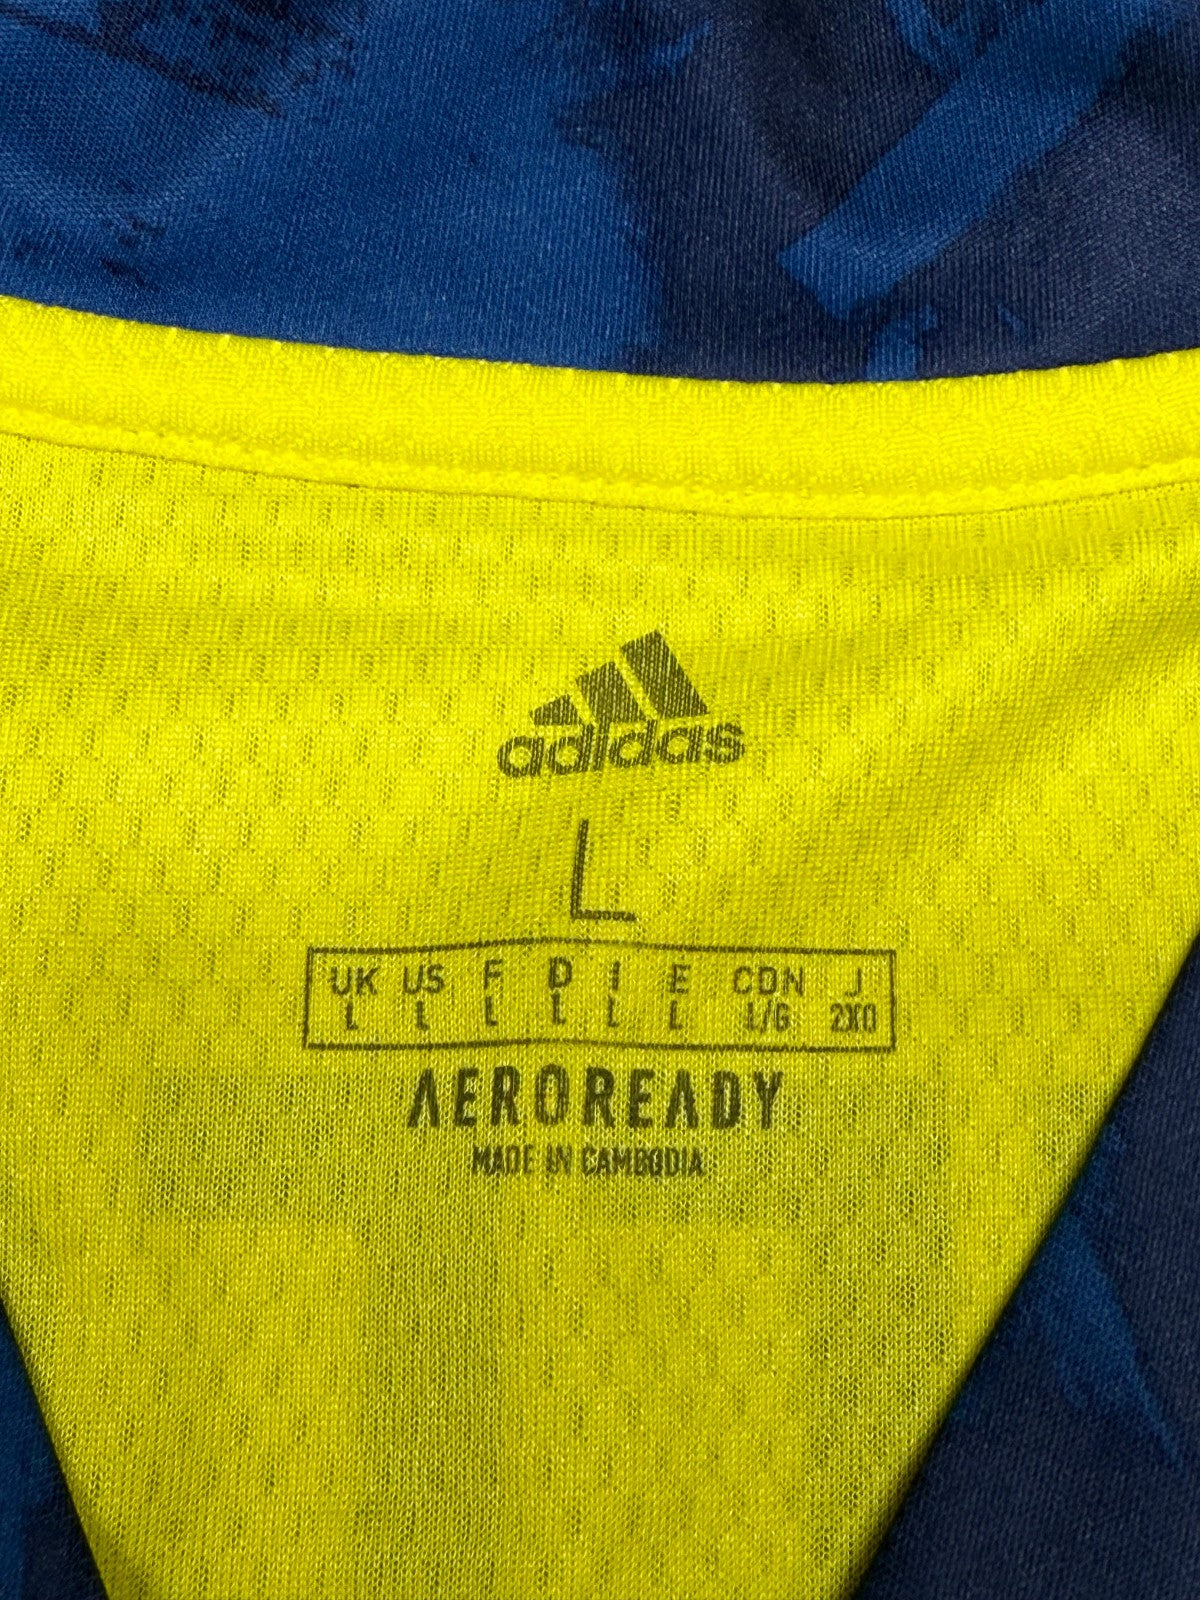 adidas
L
UK US F D I E CDN J
L L L L L L L/G 2XO
AEROREADY
MADE IN CAMBODIA